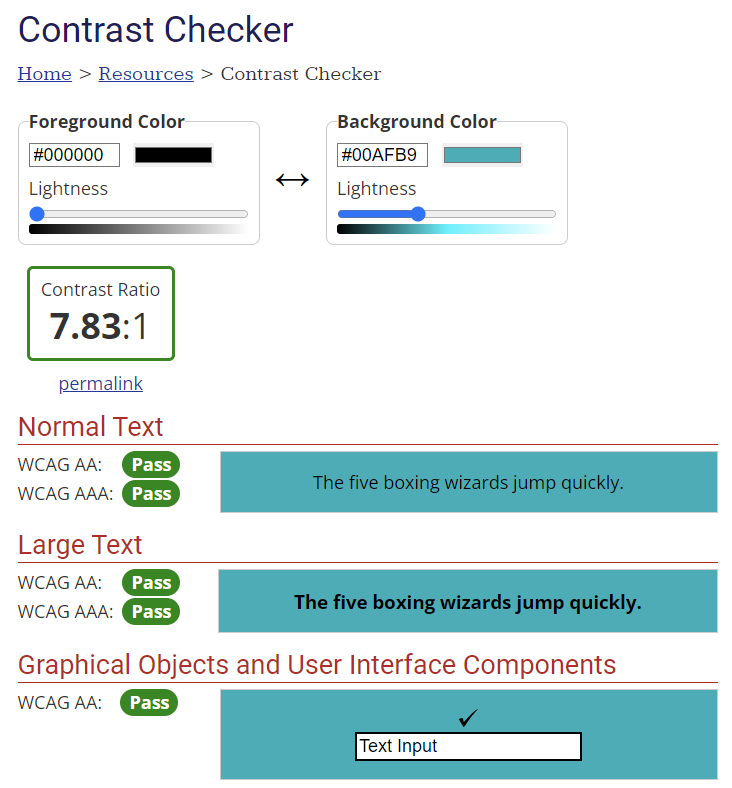 Contrast Checker
Home > Resources > Contrast Checker
Foreground Color
#000000
Lightness
Background Color
#00AFB9
Lightness
Contrast Ratio
7.83:1
permalink
Normal Text
WCAG AA: Pass
WCAG AAA: Pass
The five boxing wizards jump quickly.
Large Text
WCAG AA: Pass
WCAG AAA: Pass
The five boxing wizards jump quickly.
Graphical Objects and User Interface Components
WCAG AA: Pass
Text Input